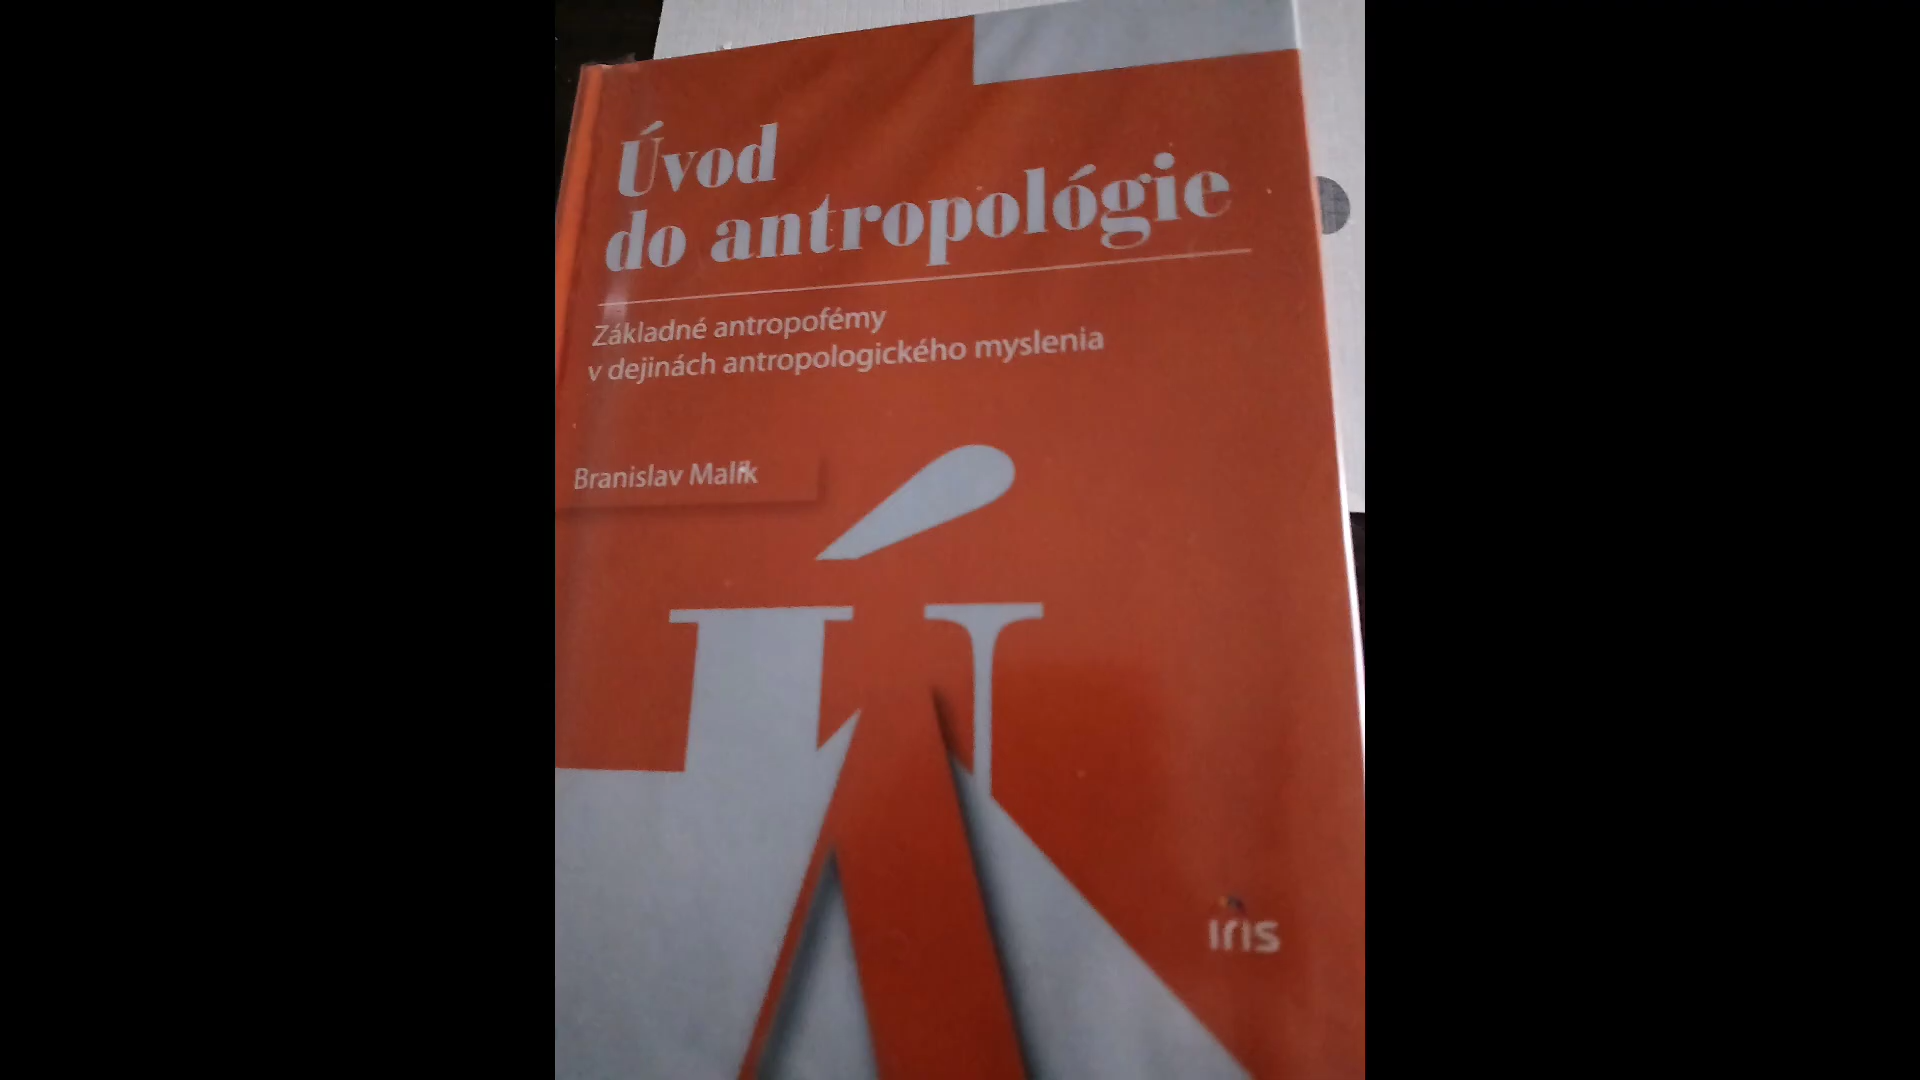 Úvod
do antropológie
Základné antropofémy
v dejinách antropologického myslenia
Branislav Malík
Ú
A
iris